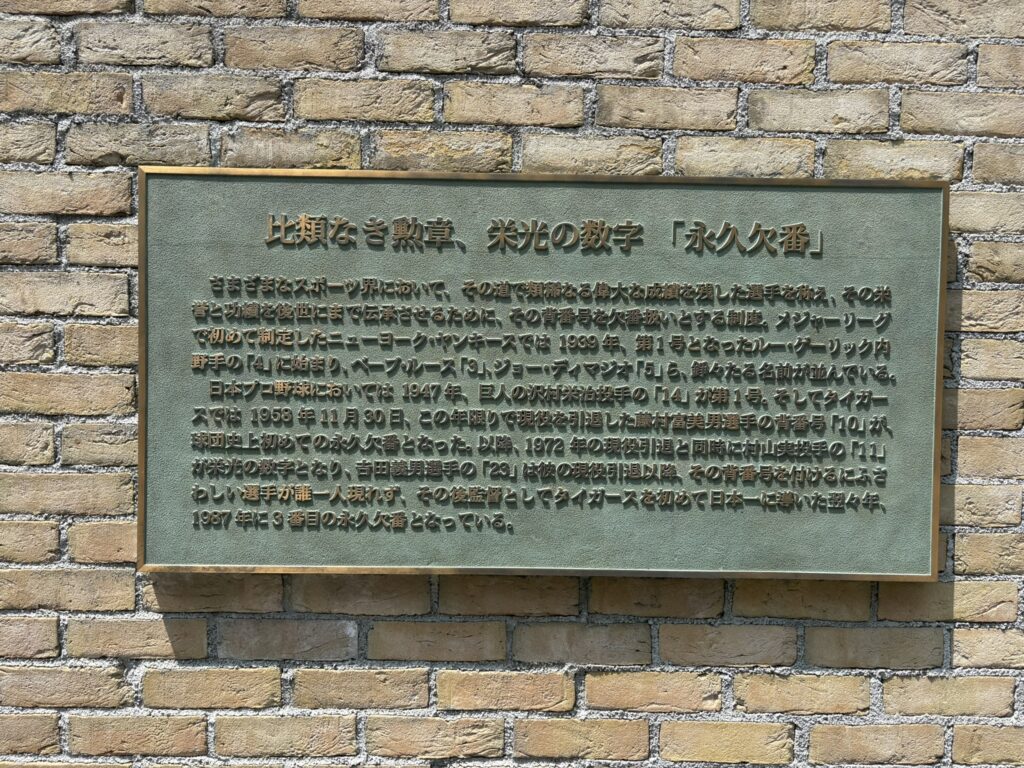 比類なき勲章、栄光の数字 「永久欠番」
さまざまなスポーツ界において、その道で類稀なる偉大な成績を残した選手を称え、その栄
誉と功績を後世にまで伝承させるために、その背番号を欠番扱いとする制度。メジャーリーグ
で初めて制定したニューヨーク・ヤンキースでは 1939 年、第1号となったルー・ゲーリック内
野手の「4」に始まり、ベーブ・ルース「3」、ジョー・ディマジオ「5」ら、錚々たる名前が並んでいる。
日本プロ野球においては 1947 年、巨人の沢村栄治投手の「14」が第1号。そしてタイガー
スでは 1958 年 11 月 30 日、この年限りで現役を引退した藤村富美男選手の背番号「10」が、
球団史上初めての永久欠番となった。以降、1972 年の現役引退と同時に村山実投手の「11」
が栄光の数字となり、吉田義男選手の「23」は彼の現役引退以降、その背番号を付けるにふさ
わしい選手が誰一人現れず、その後監督としてタイガースを初めて日本一に導いた翌々年、
1987 年に 3 番目の永久欠番となっている。